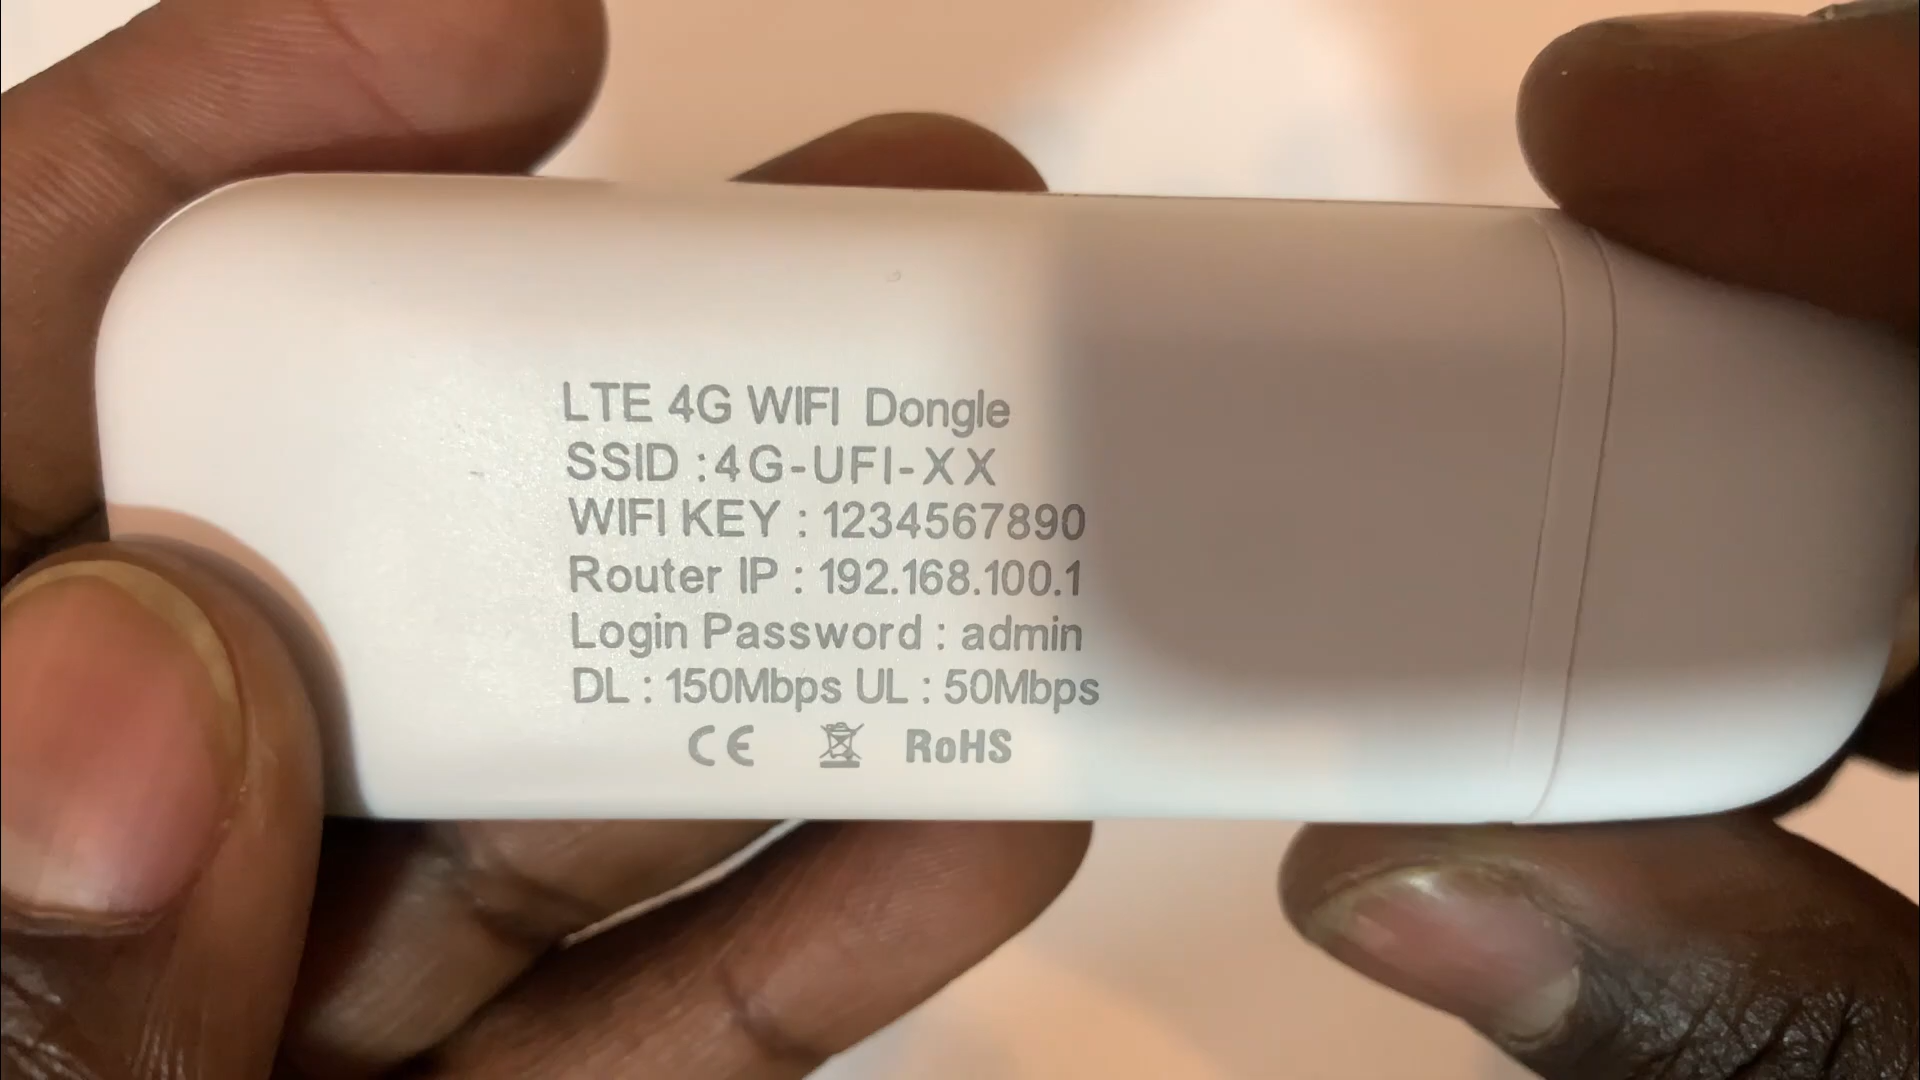 LTE 4G WIFI Dongle
SSID :4G-UFI-XX
WIFI KEY : 1234567890
Router IP : 192.168.100.1
Login Password : admin
DL : 150Mbps UL : 50Mbps
CE RoHS